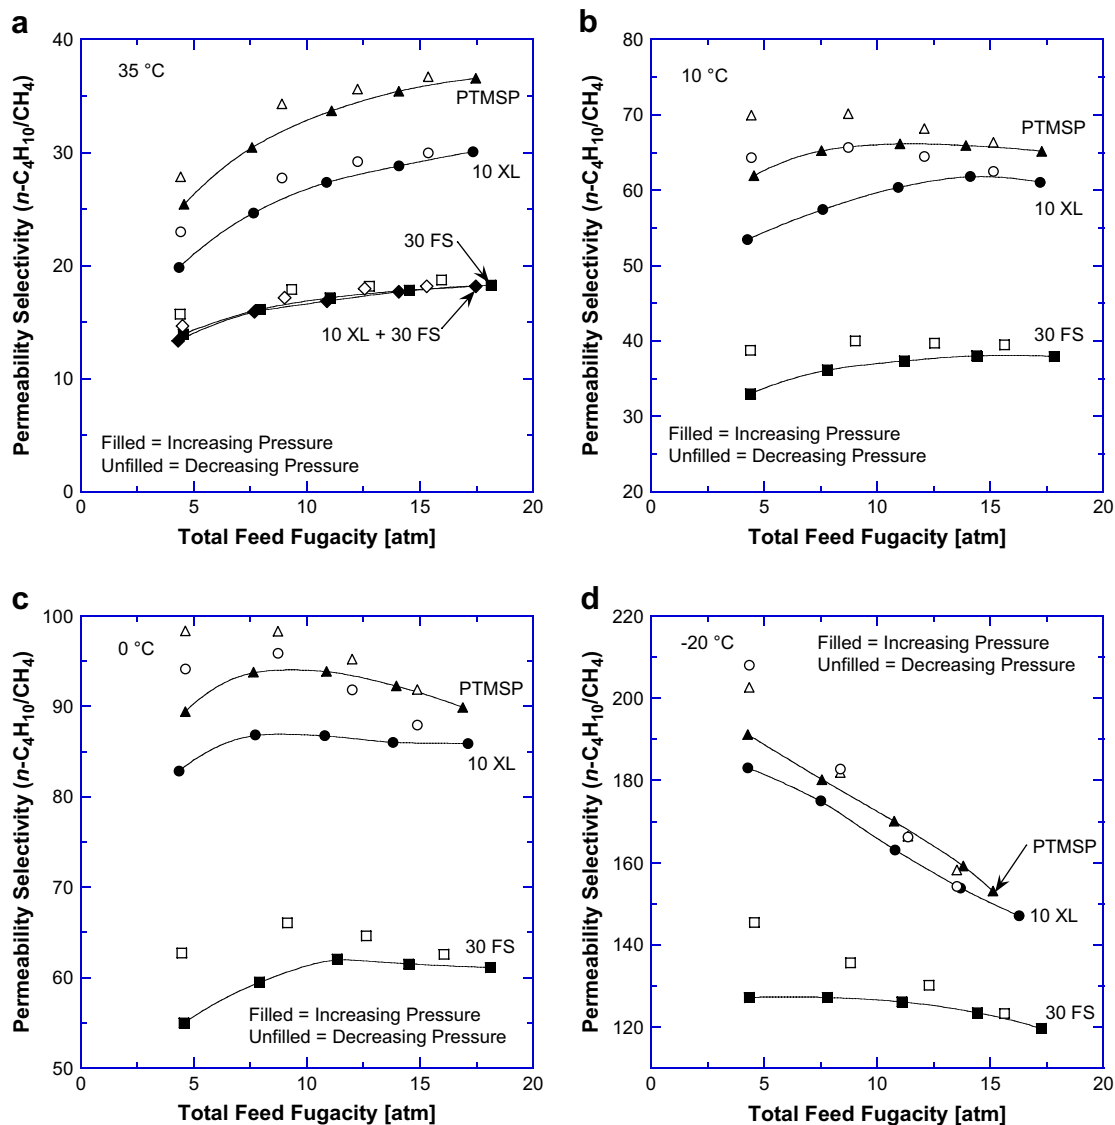 a
Permeability Selectivity (n-C4H10/CH4)
40
30
20
10
0
35 °C
PTMSP
10 XL
30 FS
10 XL + 30 FS
Filled = Increasing Pressure
Unfilled = Decreasing Pressure
0 5 10 15 20
Total Feed Fugacity [atm]
b
Permeability Selectivity (n-C4H10/CH4)
80
70
60
50
40
30
20
10 °C
PTMSP
10 XL
30 FS
Filled = Increasing Pressure
Unfilled = Decreasing Pressure
0 5 10 15 20
Total Feed Fugacity [atm]
c
Permeability Selectivity (n-C4H10/CH4)
100
90
80
70
60
50
0 °C
PTMSP
10 XL
30 FS
Filled = Increasing Pressure
Unfilled = Decreasing Pressure
0 5 10 15 20
Total Feed Fugacity [atm]
d
Permeability Selectivity (n-C4H10/CH4)
220
200
180
160
140
120
-20 °C
Filled = Increasing Pressure
Unfilled = Decreasing Pressure
PTMSP
10 XL
30 FS
0 5 10 15 20
Total Feed Fugacity [atm]